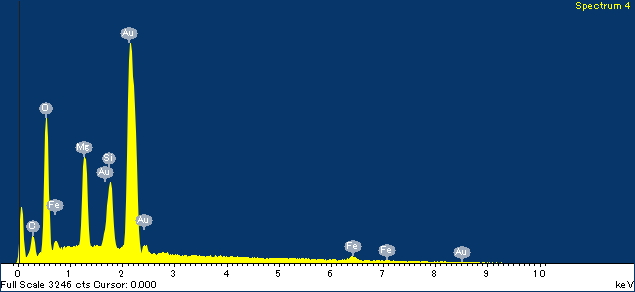 Spectrum 4
Au
O
Mg
Si
Au
Fe
Au
O
Fe
Fe
Au
0 1 2 3 4 5 6 7 8 9 10
Full Scale 3246 cts Cursor: 0.000 keV